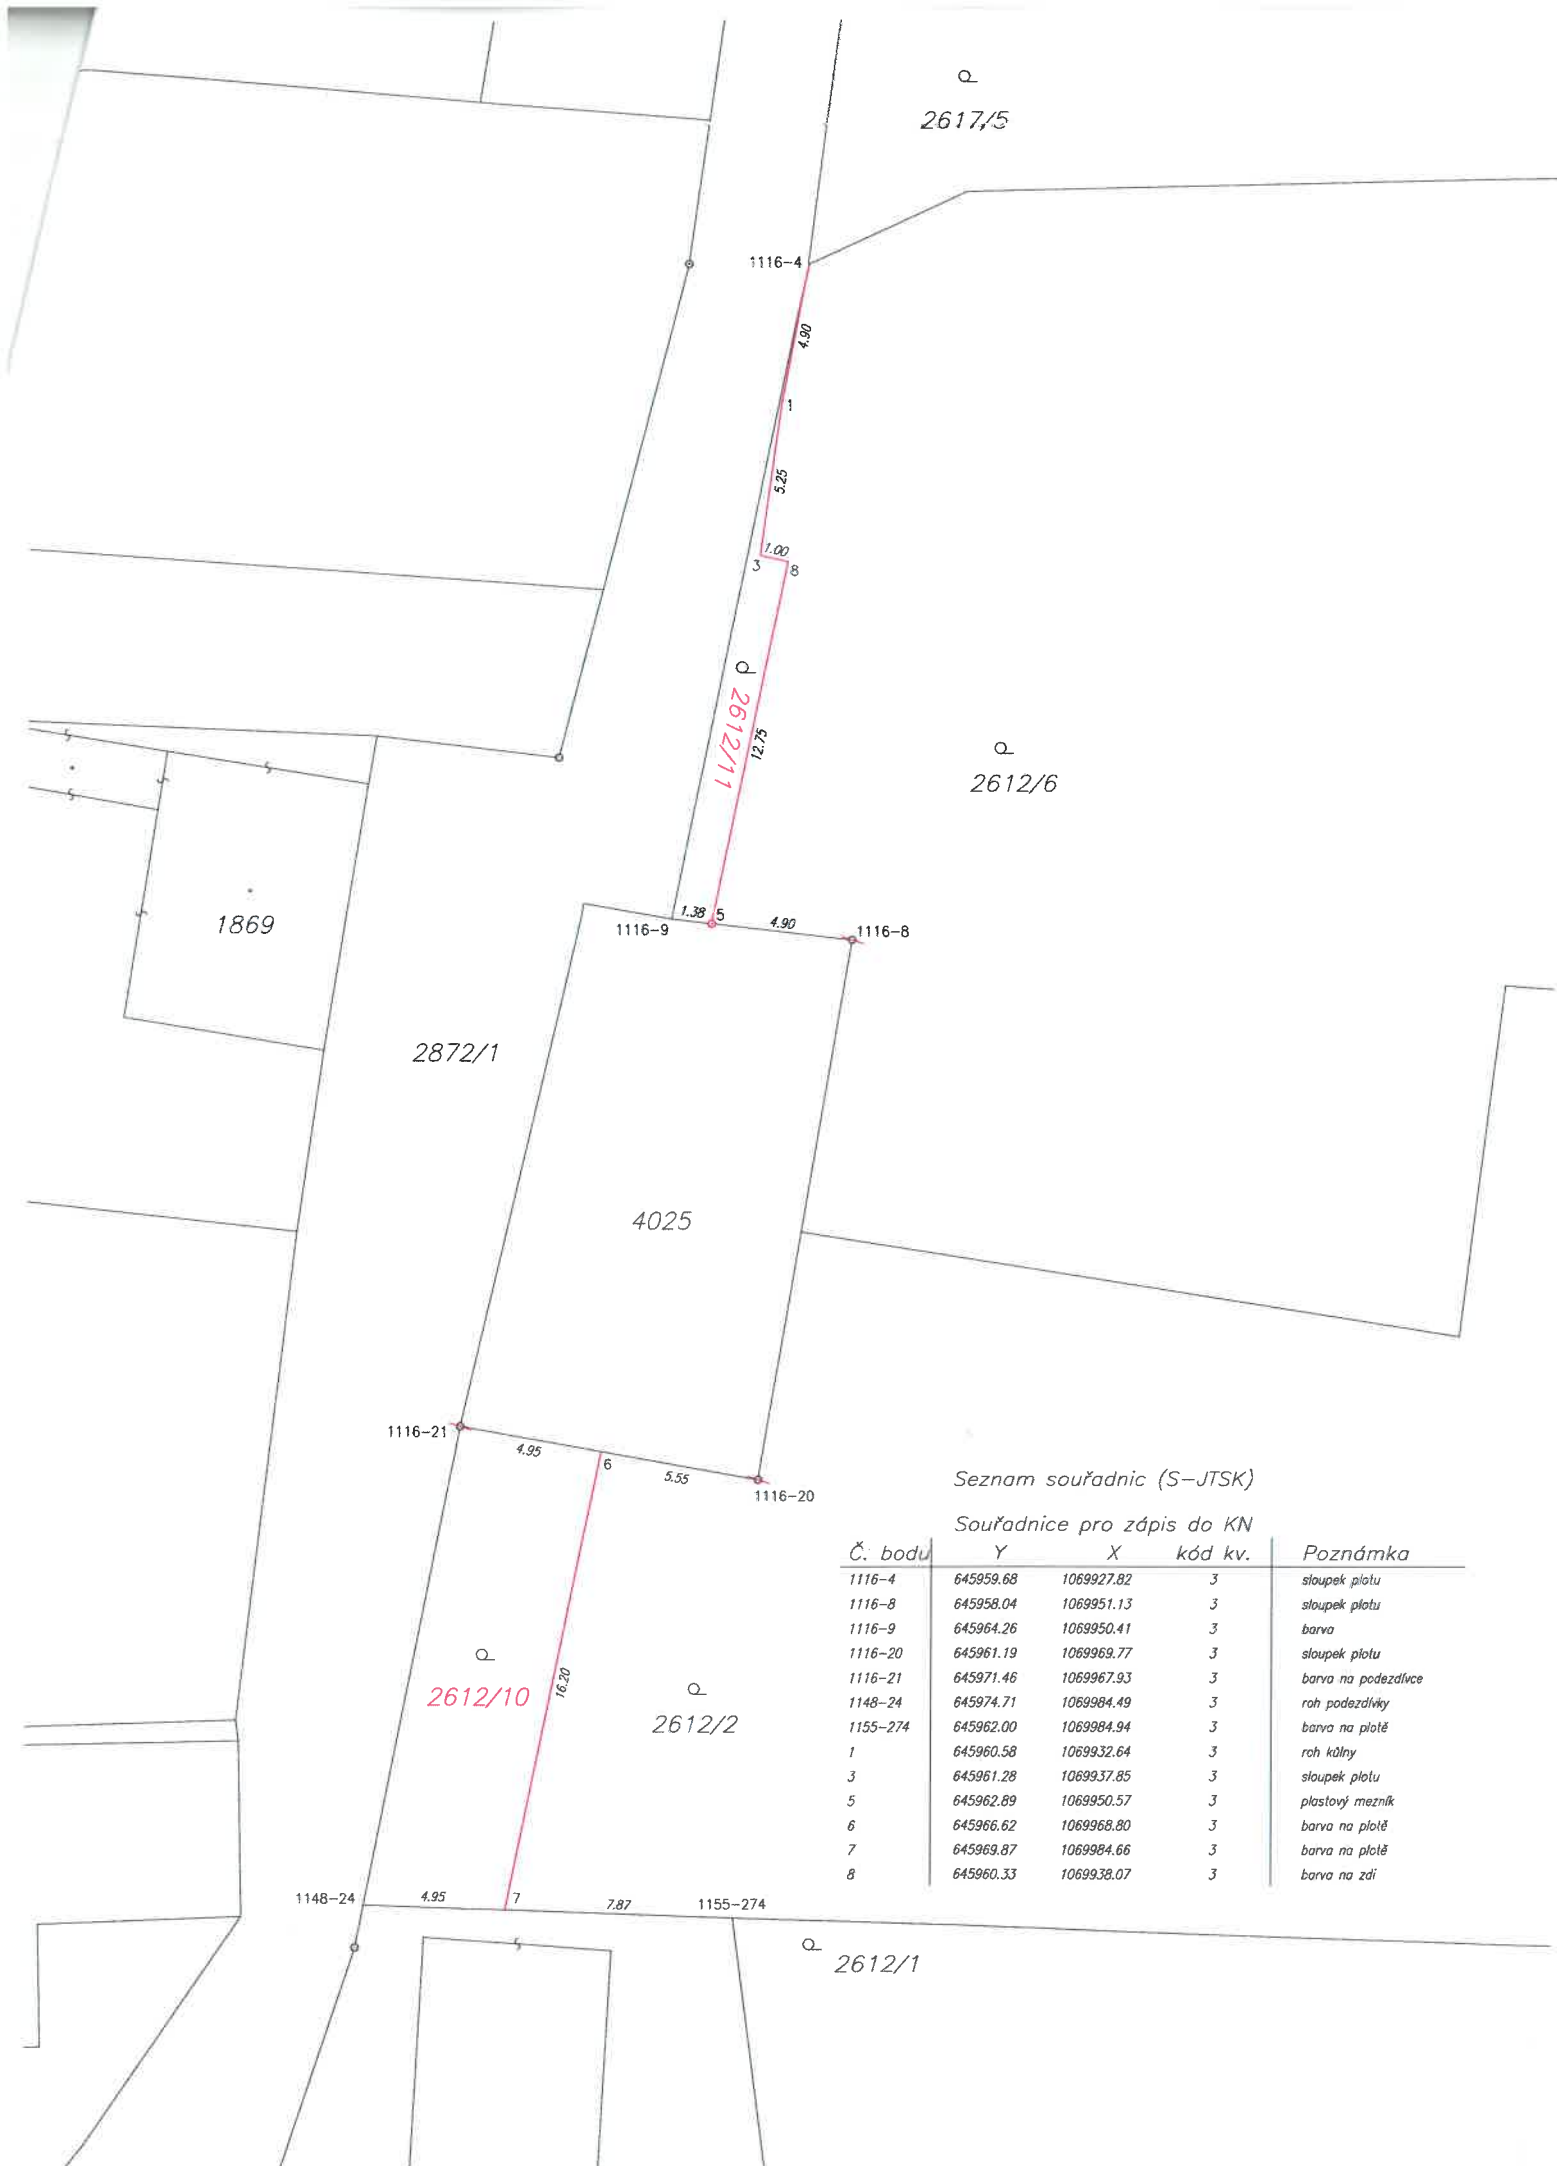 2617/5
1116-4
4.90
1
5.25
1.00
3
8
2612/11
12.75
2612/6
1869
1.38
5
4.90
1116-9
1116-8
2872/1
4025
1116-21
4.95
6
5.55
1116-20
2612/10
16.20
2612/2
1148-24
4.95
7
7.87
1155-274
2612/1
Seznam souřadnic (S-JTSK)
Souřadnice pro zápis do KN
Č. bodu Y X kód kv. Poznámka
1116-4 645959.68 1069927.82 3 sloupek plotu
1116-8 645958.04 1069951.13 3 sloupek plotu
1116-9 645964.26 1069950.41 3 barva
1116-20 645961.19 1069969.77 3 sloupek plotu
1116-21 645971.46 1069967.93 3 barva na podezdívce
1148-24 645974.71 1069984.49 3 roh podezdívky
1155-274 645962.00 1069984.94 3 barva na plotě
1 645960.58 1069932.64 3 roh kůlny
3 645961.28 1069937.85 3 sloupek plotu
5 645962.89 1069950.57 3 plastový mezník
6 645966.62 1069968.80 3 barva na plotě
7 645969.87 1069984.66 3 barva na plotě
8 645960.33 1069938.07 3 barva na zdi